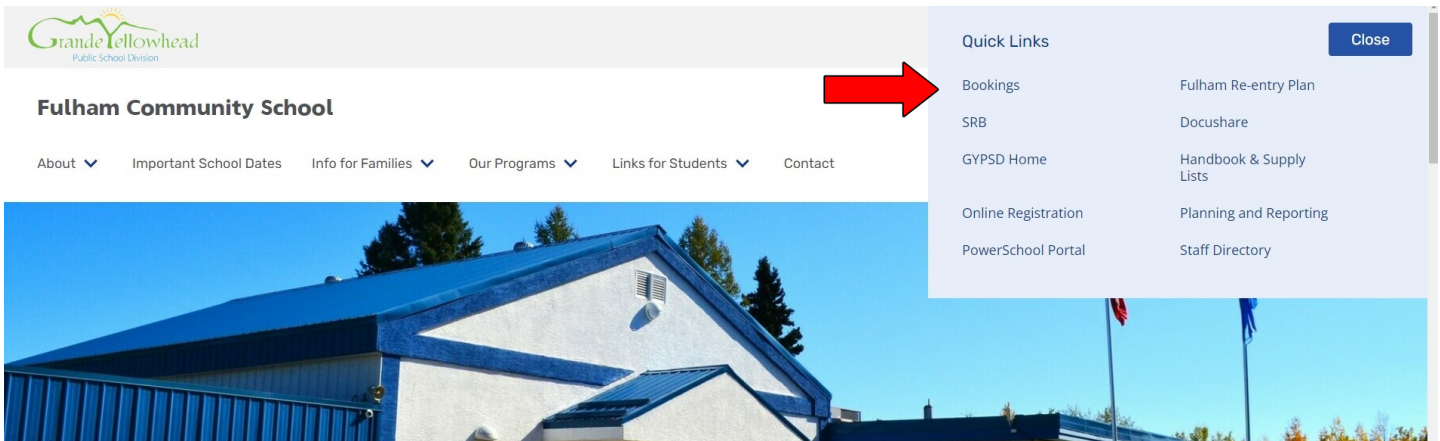 Grande Yellowhead
Public School Division
Quick Links
Close
Bookings
Fulham Re-entry Plan
SRB
Docushare
GYPSD Home
Handbook & Supply
Lists
Online Registration
Planning and Reporting
PowerSchool Portal
Staff Directory
Fulham Community School
About
Important School Dates
Info for Families
Our Programs
Links for Students
Contact